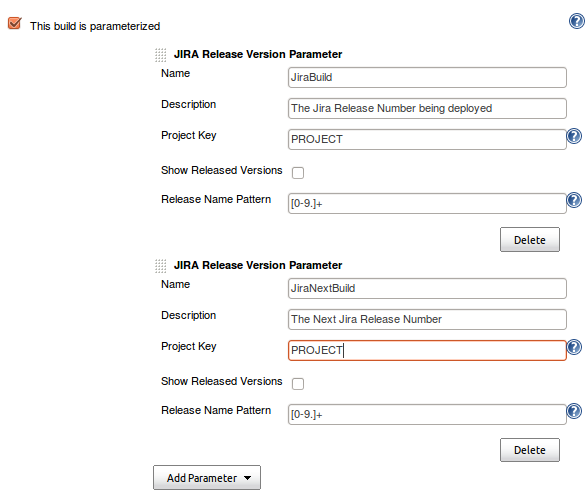 This build is parameterized
?
JIRA Release Version Parameter
Name JiraBuild
Description The Jira Release Number being deployed
Project Key PROJECT ?
Show Released Versions
Release Name Pattern [0-9.]+ ?
Delete
JIRA Release Version Parameter
Name JiraNextBuild
Description The Next Jira Release Number
Project Key PROJECT ?
Show Released Versions
Release Name Pattern [0-9.]+ ?
Delete
Add Parameter